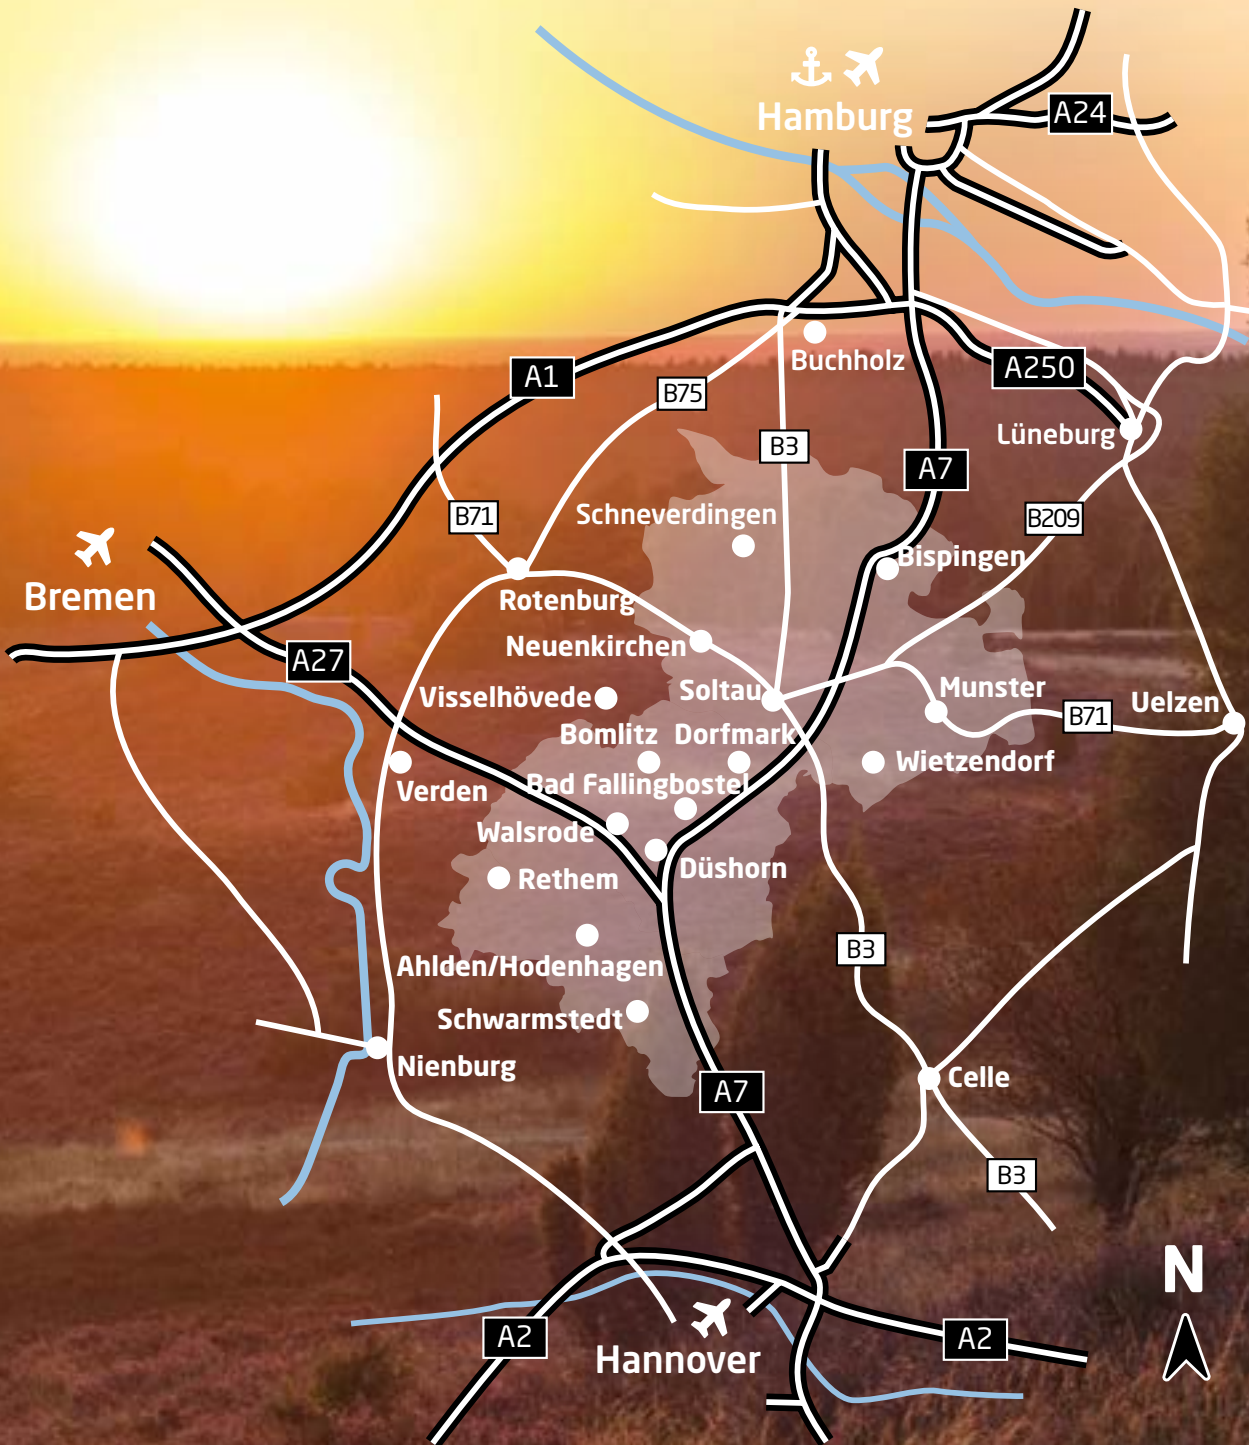 Hamburg
A24
Buchholz
A1
A250
B75
Lüneburg
B3
A7
B71
Schneverdingen
B209
Bispingen
Bremen
Rotenburg
Neuenkirchen
A27
Visselhövede
Soltau
Munster
Uelzen
B71
Bomlitz
Dorfmark
Wietzendorf
Verden
Bad Fallingbostel
Walsrode
Düshorn
Rethem
B3
Ahlden/Hodenhagen
Schwarmstedt
Nienburg
Celle
A7
B3
N
A2
A2
Hannover